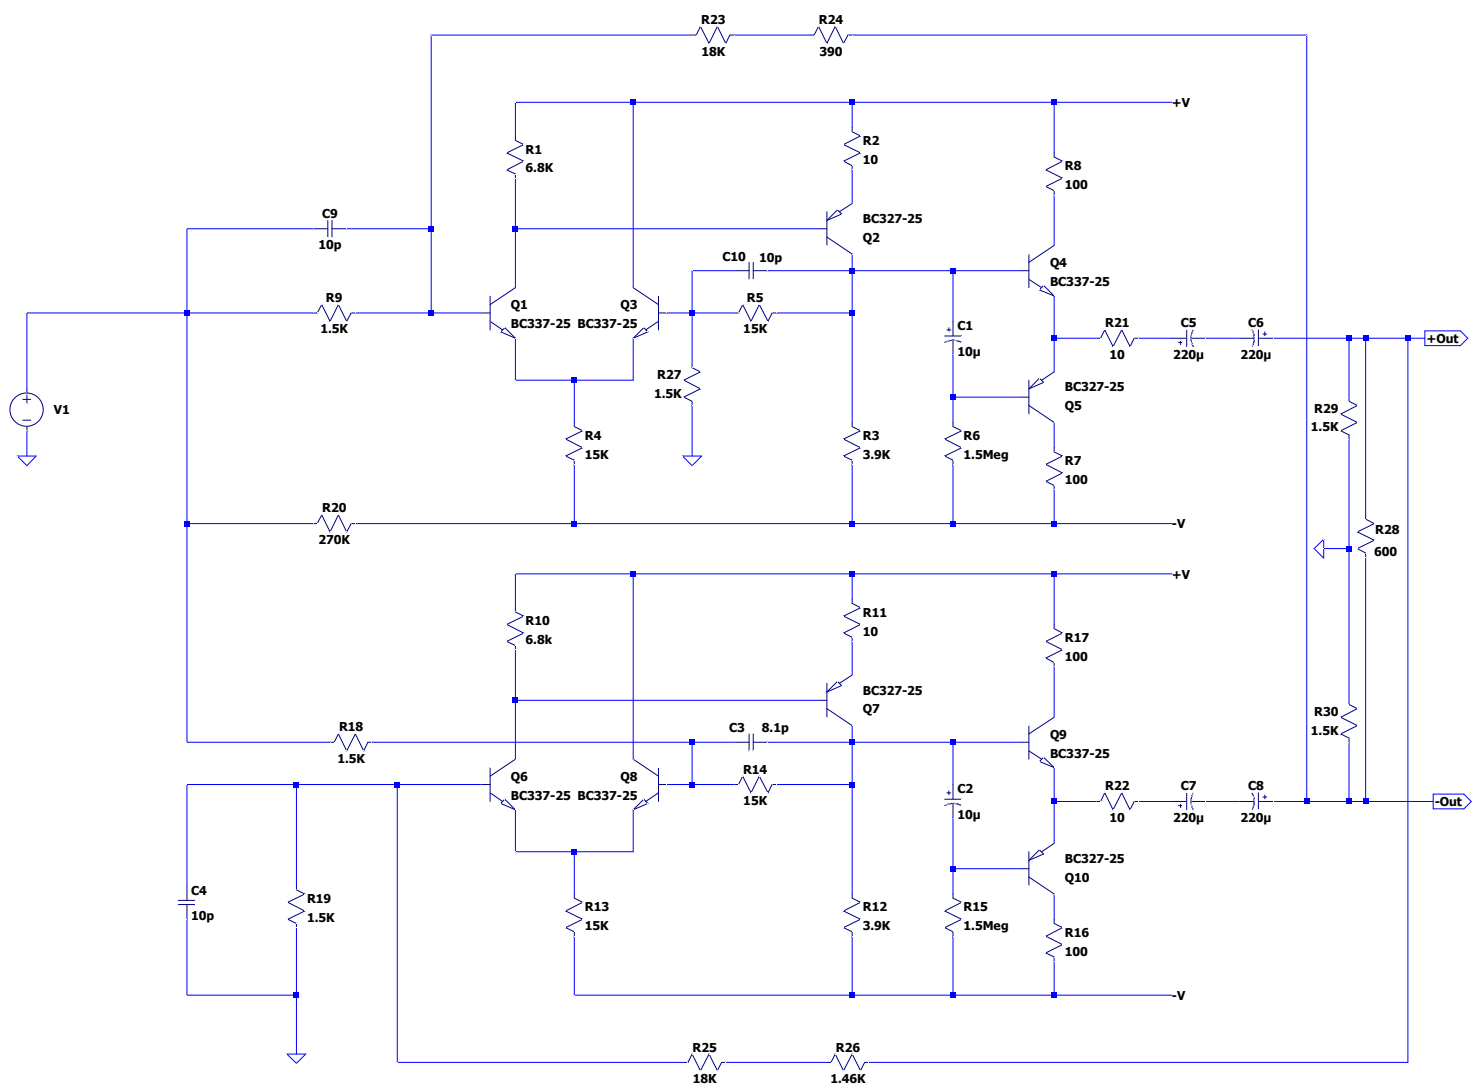 R23
18K
R24
390
+V
R1
6.8K
R2
10
R8
100
C9
10p
BC327-25
Q2
C10
10p
Q4
BC337-25
R9
1.5K
Q1
BC337-25
Q3
BC337-25
R5
15K
C1
10µ
R21
10
C5
220µ
C6
220µ
+Out
R27
1.5K
BC327-25
Q5
V1
R29
1.5K
R4
15K
R3
3.9K
R6
1.5Meg
R7
100
R20
270K
-V
R28
600
+V
R10
6.8k
R11
10
R17
100
BC327-25
Q7
R18
1.5K
C3
8.1p
Q9
BC337-25
R30
1.5K
Q6
BC337-25
Q8
BC337-25
R14
15K
C2
10µ
R22
10
C7
220µ
C8
220µ
-Out
BC327-25
Q10
C4
10p
R19
1.5K
R13
15K
R12
3.9K
R15
1.5Meg
R16
100
-V
R25
18K
R26
1.46K